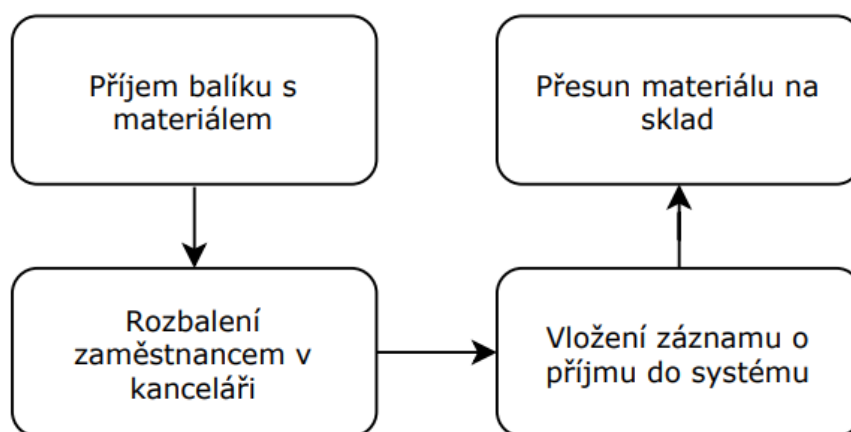 Příjem balíku s
materiálem
Přesun materiálu na
sklad
Rozbalení
zaměstnancem v
kanceláři
Vložení záznamu o
příjmu do systému